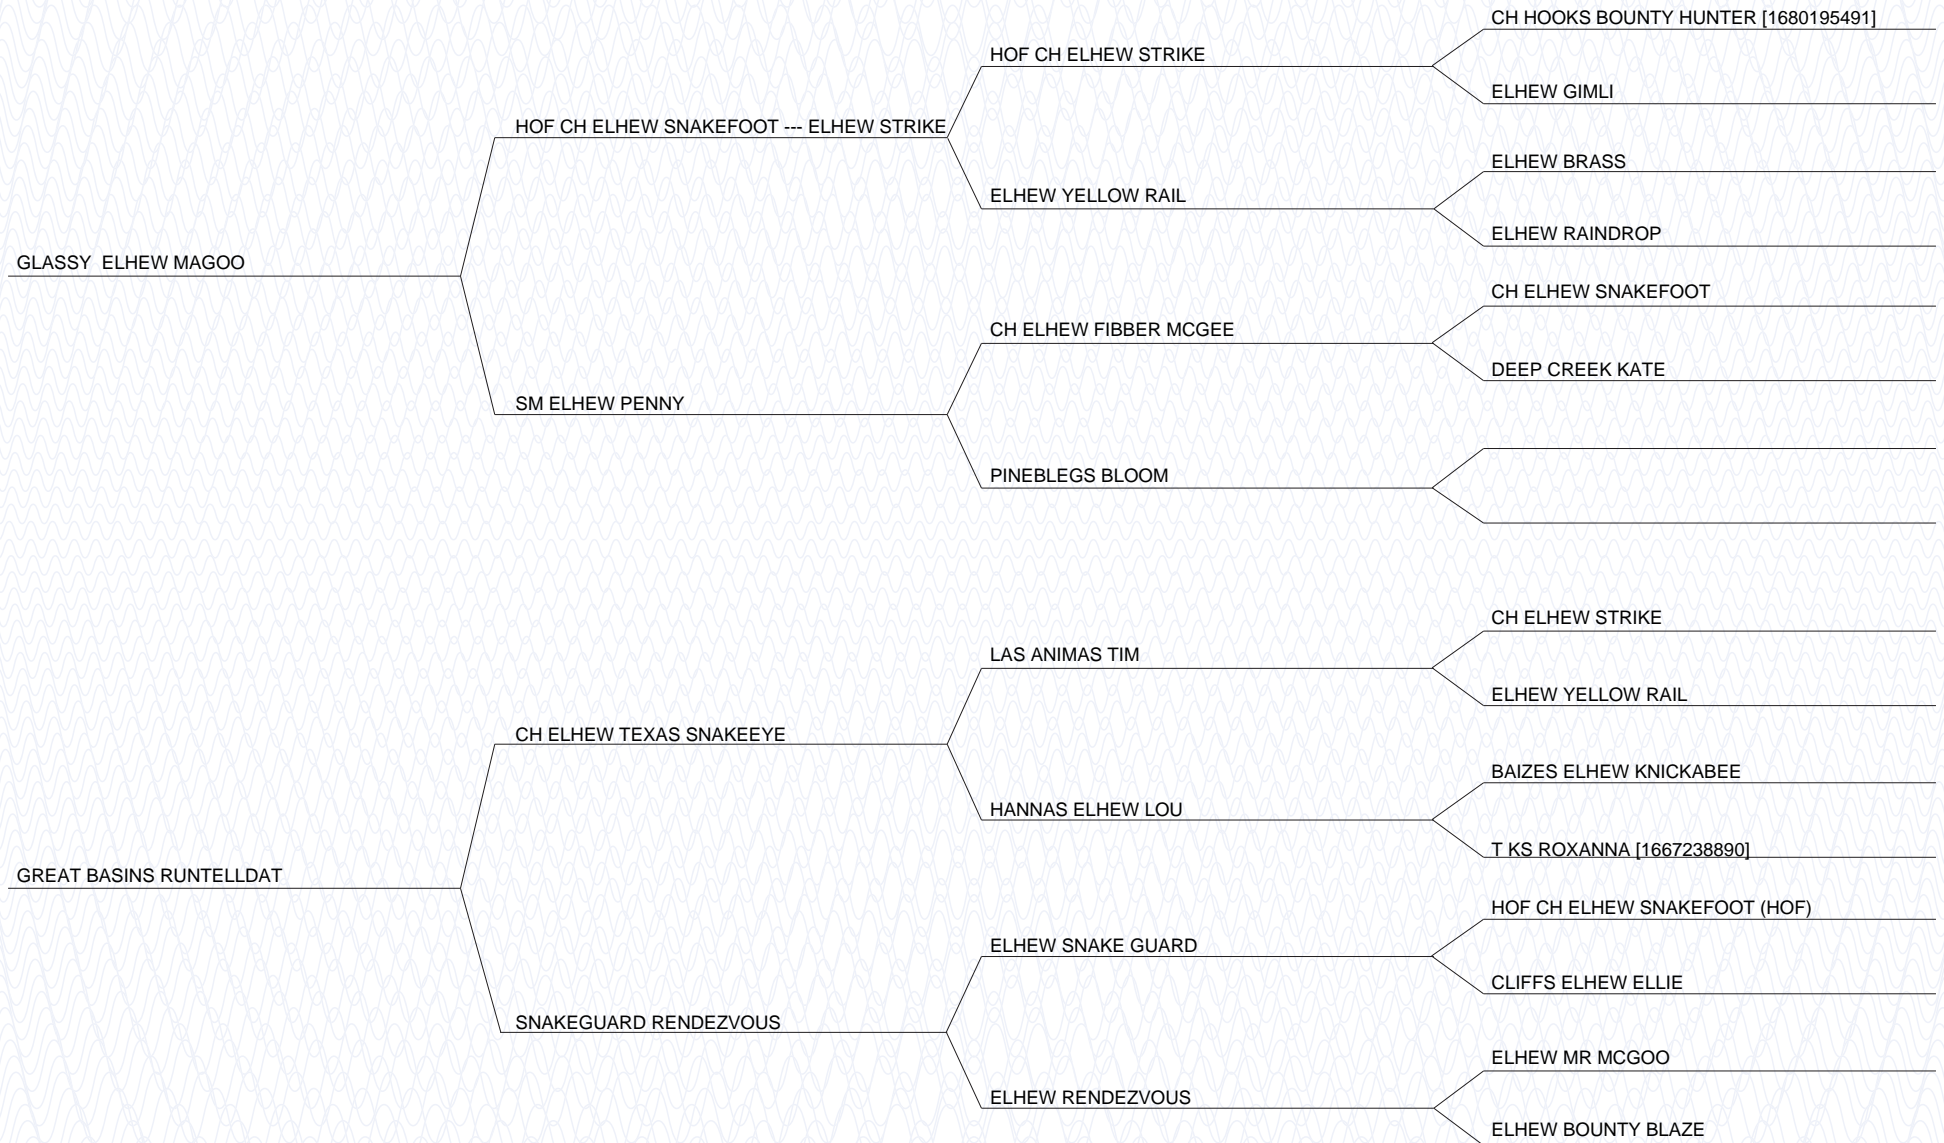 CH HOOKS BOUNTY HUNTER [1680195491]
HOF CH ELHEW STRIKE
ELHEW GIMLI
HOF CH ELHEW SNAKEFOOT --- ELHEW STRIKE
ELHEW BRASS
ELHEW YELLOW RAIL
ELHEW RAINDROP
GLASSY  ELHEW MAGOO
CH ELHEW SNAKEFOOT
CH ELHEW FIBBER MCGEE
DEEP CREEK KATE
SM ELHEW PENNY
PINEBLEGS BLOOM
CH ELHEW STRIKE
LAS ANIMAS TIM
ELHEW YELLOW RAIL
CH ELHEW TEXAS SNAKEEYE
BAIZES ELHEW KNICKABEE
HANNAS ELHEW LOU
T KS ROXANNA [1667238890]
GREAT BASINS RUNTELLDAT
HOF CH ELHEW SNAKEFOOT (HOF)
ELHEW SNAKE GUARD
CLIFFS ELHEW ELLIE
SNAKEGUARD RENDEZVOUS
ELHEW MR MCGOO
ELHEW RENDEZVOUS
ELHEW BOUNTY BLAZE